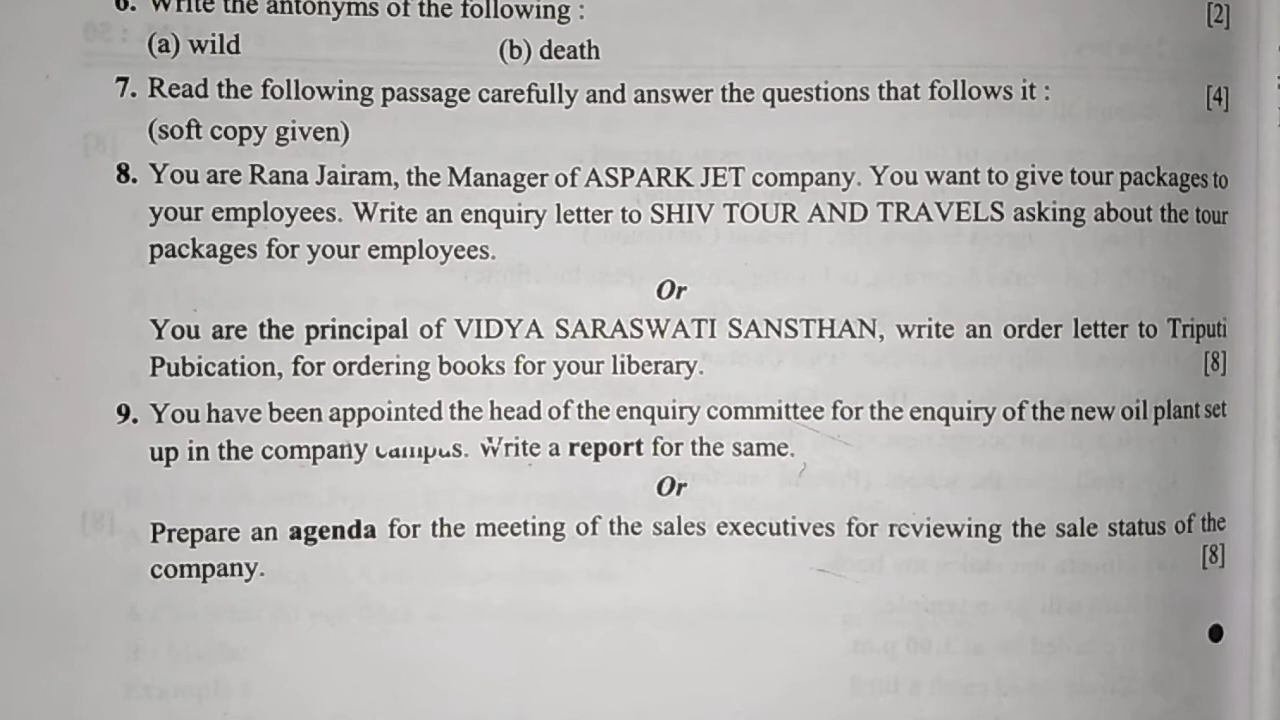 6. Write the antonyms of the following :
[2]
(a) wild (b) death
7. Read the following passage carefully and answer the questions that follows it :
[4]
(soft copy given)
8. You are Rana Jairam, the Manager of ASPARK JET company. You want to give tour packages to
your employees. Write an enquiry letter to SHIV TOUR AND TRAVELS asking about the tour
packages for your employees.
Or
You are the principal of VIDYA SARASWATI SANSTHAN, write an order letter to Triputi
Pubication, for ordering books for your liberary.
[8]
9. You have been appointed the head of the enquiry committee for the enquiry of the new oil plant set
up in the company campus. Write a report for the same.
Or
Prepare an agenda for the meeting of the sales executives for reviewing the sale status of the
company.
[8]